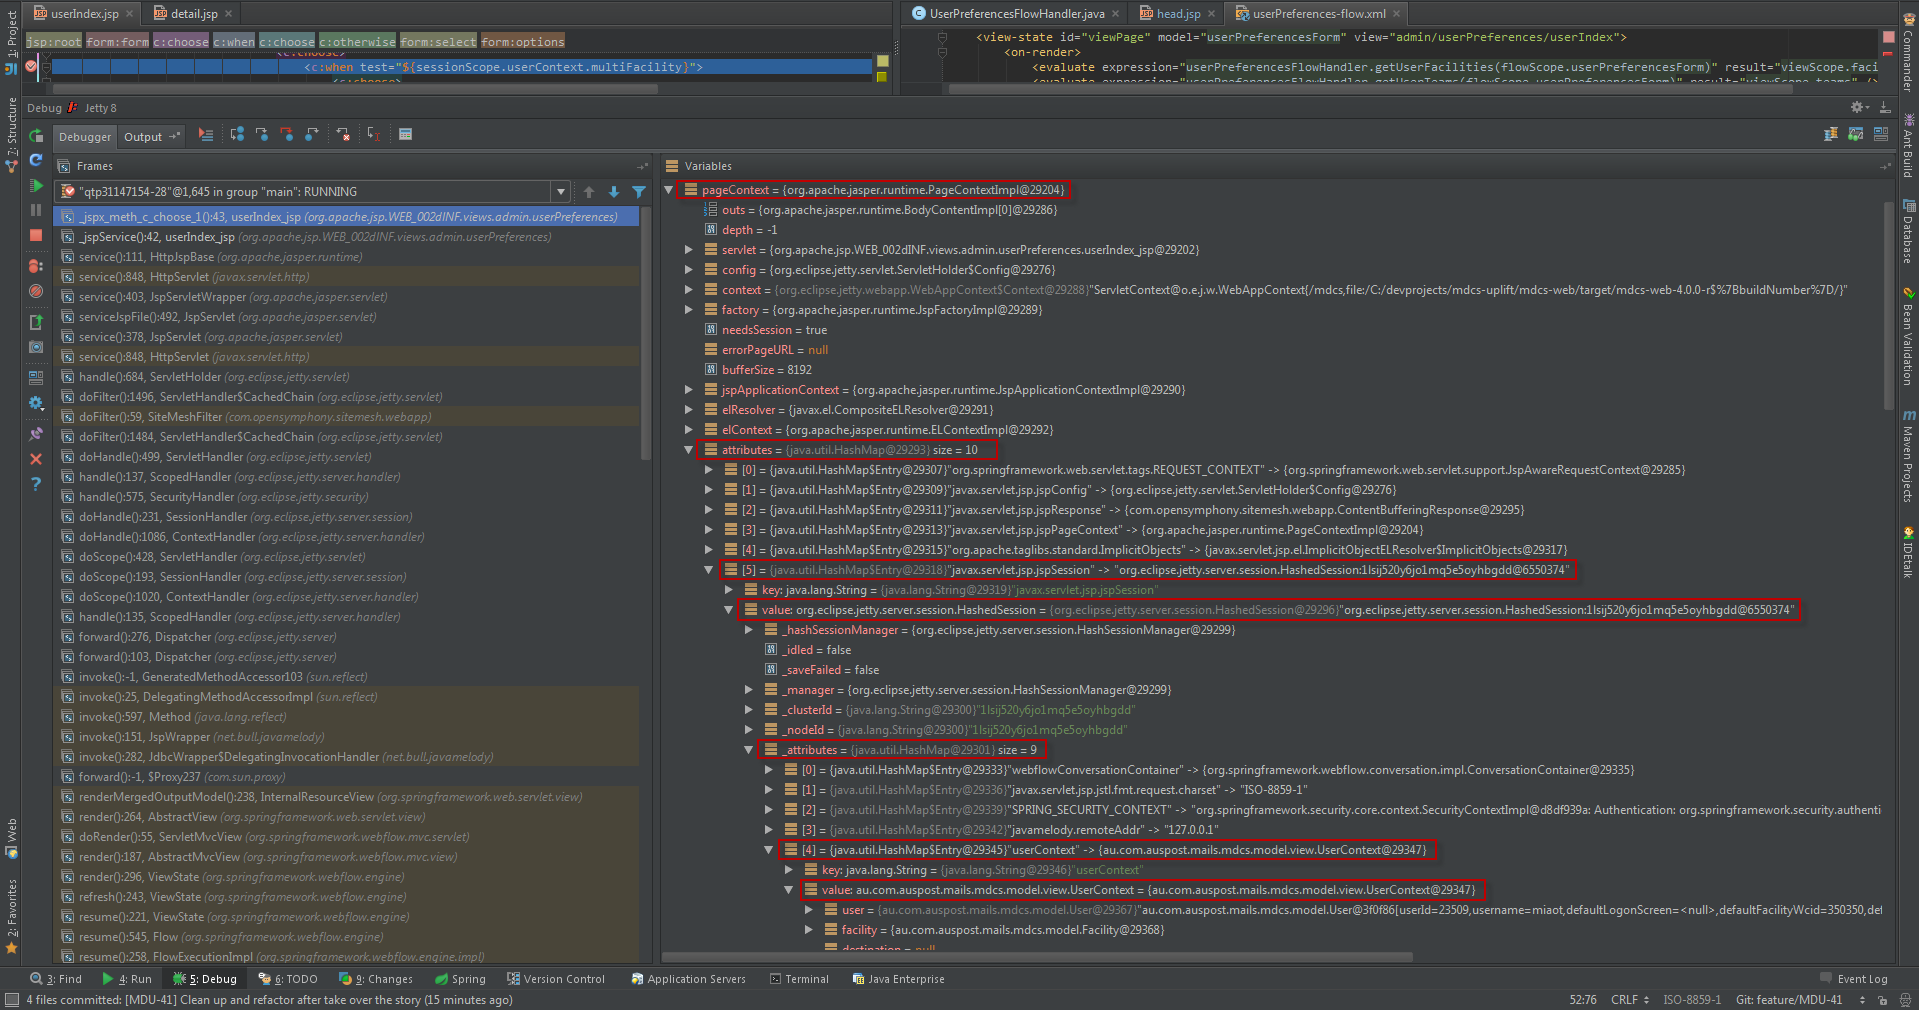 userIndex.jsp
detail.jsp
UserPreferencesFlowHandler.java
head.jsp
userPreferences-flow.xml
jsp:root form:form c:choose c:when c:choose c:otherwise form:select form:options
<c:when test="${sessionScope.userContext.multiFacility}">
<c:choose>
<view-state id="viewPage" model="userPreferencesForm" view="admin/userPreferences/userIndex">
<on-render>
<evaluate expression="userPreferencesFlowHandler.getUserFacilities(flowScope.userPreferencesForm)" result="viewScope.faci
<evaluate expression="userPreferencesFlowHandler.getUserTeams(flowScope.userPreferencesForm)" result="viewScope.teams" />
Debug Jetty 8
Debugger
Output
Frames
"qtp31147154-28"@1,645 in group "main": RUNNING
_jspx_meth_c_choose_1():43, userIndex_jsp (org.apache.jsp.WEB_002dINF.views.admin.userPreferences)
_jspService():42, userIndex_jsp (org.apache.jsp.WEB_002dINF.views.admin.userPreferences)
service():111, HttpJspBase (org.apache.jasper.runtime)
service():848, HttpServlet (javax.servlet.http)
service():403, JspServletWrapper (org.apache.jasper.servlet)
serviceJspFile():492, JspServlet (org.apache.jasper.servlet)
service():378, JspServlet (org.apache.jasper.servlet)
service():848, HttpServlet (javax.servlet.http)
handle():684, ServletHolder (org.eclipse.jetty.servlet)
doFilter():1496, ServletHandler$CachedChain (org.eclipse.jetty.servlet)
doFilter():59, SiteMeshFilter (com.opensymphony.sitemesh.webapp)
doFilter():1484, ServletHandler$CachedChain (org.eclipse.jetty.servlet)
doHandle():499, ServletHandler (org.eclipse.jetty.servlet)
handle():137, ScopedHandler (org.eclipse.jetty.server.handler)
handle():575, SecurityHandler (org.eclipse.jetty.security)
doHandle():231, SessionHandler (org.eclipse.jetty.server.session)
doHandle():1086, ContextHandler (org.eclipse.jetty.server.handler)
doScope():428, ServletHandler (org.eclipse.jetty.servlet)
doScope():193, SessionHandler (org.eclipse.jetty.server.session)
doScope():1020, ContextHandler (org.eclipse.jetty.server.handler)
handle():135, ScopedHandler (org.eclipse.jetty.server.handler)
forward():276, Dispatcher (org.eclipse.jetty.server)
forward():103, Dispatcher (org.eclipse.jetty.server)
invoke():-1, GeneratedMethodAccessor103 (sun.reflect)
invoke():25, DelegatingMethodAccessorImpl (sun.reflect)
invoke():597, Method (java.lang.reflect)
invoke():151, JspWrapper (net.bull.javamelody)
invoke():282, JdbcWrapper$DelegatingInvocationHandler (net.bull.javamelody)
forward():-1, $Proxy237 (com.sun.proxy)
renderMergedOutputModel():238, InternalResourceView (org.springframework.web.servlet.view)
render():264, AbstractView (org.springframework.web.servlet.view)
doRender():55, ServletMvcView (org.springframework.webflow.mvc.servlet)
render():187, AbstractMvcView (org.springframework.webflow.mvc.view)
render():296, ViewState (org.springframework.webflow.engine)
refresh():243, ViewState (org.springframework.webflow.engine)
resume():221, ViewState (org.springframework.webflow.engine)
resume():545, Flow (org.springframework.webflow.engine)
resume():258, FlowExecutionImpl (org.springframework.webflow.engine.impl)
Variables
pageContext = {org.apache.jasper.runtime.PageContextImpl@29204}
outs = {org.apache.jasper.runtime.BodyContentImpl[0]@29286}
depth = -1
servlet = {org.apache.jsp.WEB_002dINF.views.admin.userPreferences.userIndex_jsp@29202}
config = {org.eclipse.jetty.servlet.ServletHolder$Config@29276}
context = {org.eclipse.jetty.webapp.WebAppContext$Context@29288}"ServletContext@o.e.j.w.WebAppContext{/mdcs,file:/C:/devprojects/mdcs-uplift/mdcs-web/target/mdcs-web-4.0.0-r$%7BbuildNumber%7D/}"
factory = {org.apache.jasper.runtime.JspFactoryImpl@29289}
needsSession = true
errorPageURL = null
bufferSize = 8192
jspApplicationContext = {org.apache.jasper.runtime.JspApplicationContextImpl@29290}
elResolver = {javax.el.CompositeELResolver@29291}
elContext = {org.apache.jasper.runtime.ELContextImpl@29292}
attributes = {java.util.HashMap@29293} size = 10
[0] = {java.util.HashMap$Entry@29307}"org.springframework.web.servlet.tags.REQUEST_CONTEXT" -> {org.springframework.web.servlet.support.JspAwareRequestContext@29285}
[1] = {java.util.HashMap$Entry@29309}"javax.servlet.jsp.jspConfig" -> {org.eclipse.jetty.servlet.ServletHolder$Config@29276}
[2] = {java.util.HashMap$Entry@29311}"javax.servlet.jsp.jspResponse" -> {com.opensymphony.sitemesh.webapp.ContentBufferingResponse@29295}
[3] = {java.util.HashMap$Entry@29313}"javax.servlet.jsp.jspPageContext" -> {org.apache.jasper.runtime.PageContextImpl@29204}
[4] = {java.util.HashMap$Entry@29315}"org.apache.taglibs.standard.ImplicitObjects" -> {javax.servlet.jsp.el.ImplicitObjectELResolver$ImplicitObjects@29317}
[5] = {java.util.HashMap$Entry@29318}"javax.servlet.jsp.jspSession" -> "org.eclipse.jetty.server.session.HashedSession:1lsij520y6jo1mq5e5oyhbgdd@6550374"
key: java.lang.String = {java.lang.String@29319}"javax.servlet.jsp.jspSession"
value: org.eclipse.jetty.server.session.HashedSession = {org.eclipse.jetty.server.session.HashedSession@29296}"org.eclipse.jetty.server.session.HashedSession:1lsij520y6jo1mq5e5oyhbgdd@6550374"
_hashSessionManager = {org.eclipse.jetty.server.session.HashSessionManager@29299}
_idled = false
_saveFailed = false
_manager = {org.eclipse.jetty.server.session.HashSessionManager@29299}
_clusterId = {java.lang.String@29300}"1lsij520y6jo1mq5e5oyhbgdd"
_nodeId = {java.lang.String@29300}"1lsij520y6jo1mq5e5oyhbgdd"
_attributes = {java.util.HashMap@29301} size = 9
[0] = {java.util.HashMap$Entry@29333}"webflowConversationContainer" -> {org.springframework.webflow.conversation.impl.ConversationContainer@29335}
[1] = {java.util.HashMap$Entry@29336}"javax.servlet.jsp.jstl.fmt.request.charset" -> "ISO-8859-1"
[2] = {java.util.HashMap$Entry@29339}"SPRING_SECURITY_CONTEXT" -> "org.springframework.security.core.context.SecurityContextImpl@d8df939a: Authentication: org.springframework.security.authenti
[3] = {java.util.HashMap$Entry@29342}"javamelody.remoteAddr" -> "127.0.0.1"
[4] = {java.util.HashMap$Entry@29345}"userContext" -> {au.com.auspost.mails.mdcs.model.view.UserContext@29347}
key: java.lang.String = {java.lang.String@29346}"userContext"
value: au.com.auspost.mails.mdcs.model.view.UserContext = {au.com.auspost.mails.mdcs.model.view.UserContext@29347}
user = {au.com.auspost.mails.mdcs.model.User@29367}"au.com.auspost.mails.mdcs.model.User@3f0f86[userId=23509,username=miaot,defaultLogonScreen=<null>,defaultFacilityWcid=350350,def
facility = {au.com.auspost.mails.mdcs.model.Facility@29368}
destination = null
1: Project
7: Structure
Web
2: Favorites
Commander
Ant Build
Database
Bean Validation
Maven Projects
IDEtalk
3: Find
4: Run
5: Debug
6: TODO
9: Changes
Spring
Version Control
Application Servers
Terminal
Java Enterprise
Event Log
4 files committed: [MDU-41] Clean up and refactor after take over the story (15 minutes ago)
52:76 CRLF ISO-8859-1 Git: feature/MDU-41